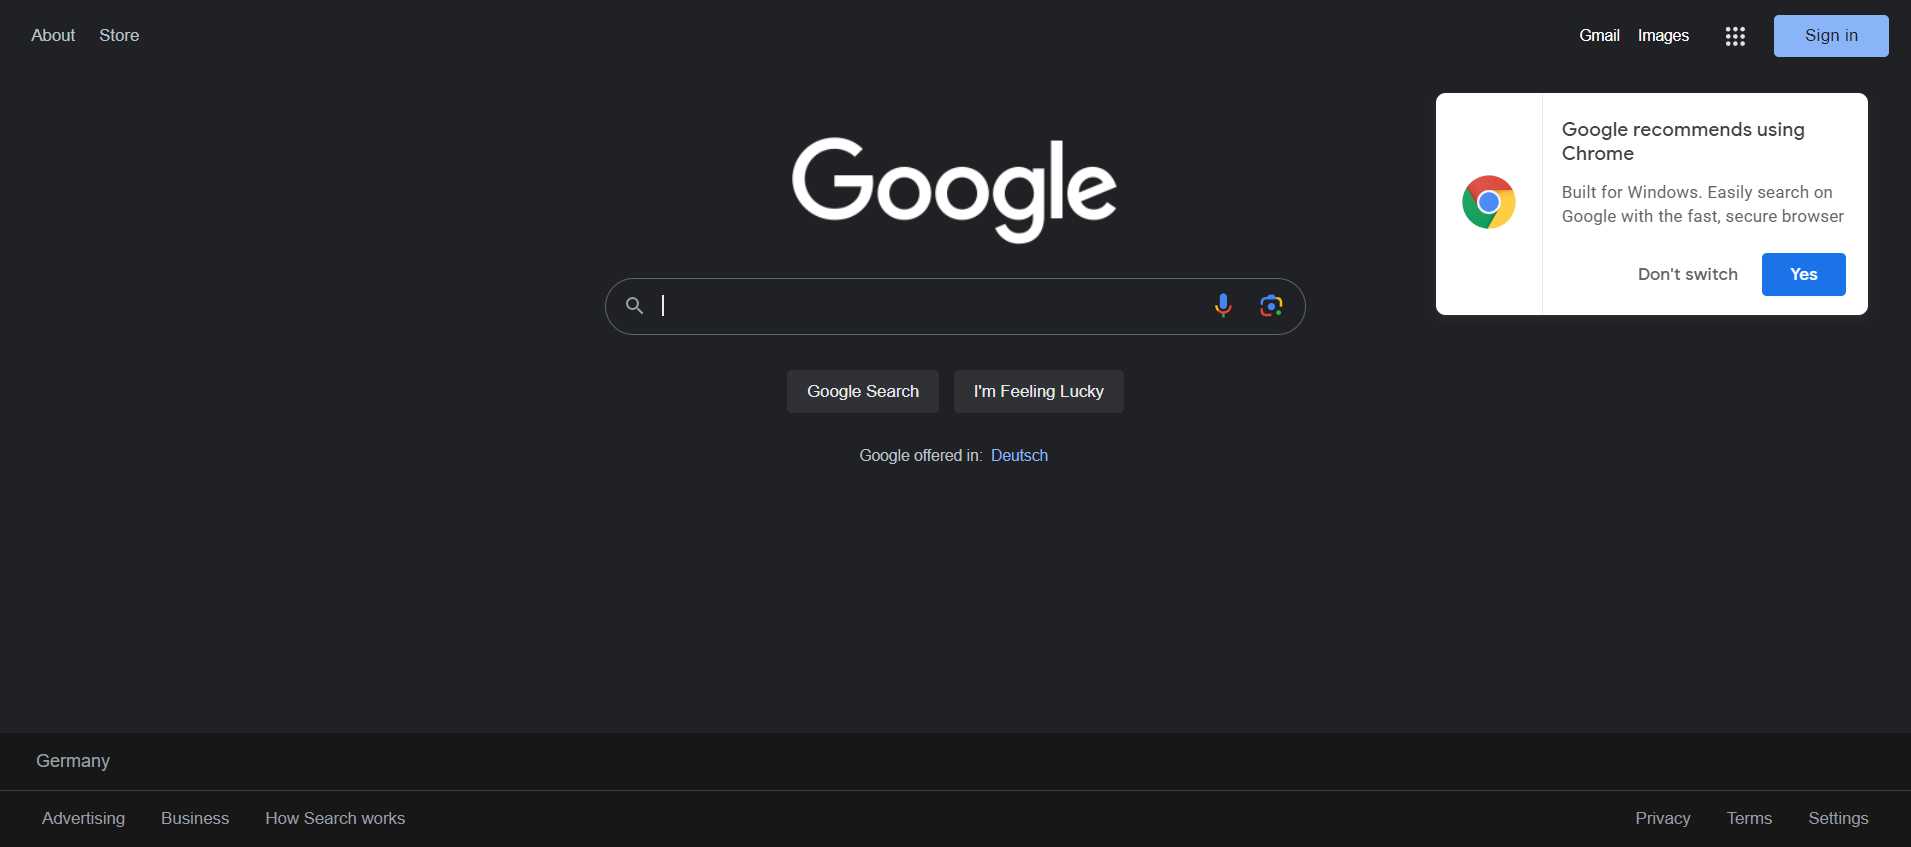 About Store
Gmail Images
Sign in
Google
Google recommends using
Chrome
Built for Windows. Easily search on
Google with the fast, secure browser
Don't switch Yes
Google Search I'm Feeling Lucky
Google offered in: Deutsch
Germany
Advertising Business How Search works
Privacy Terms Settings